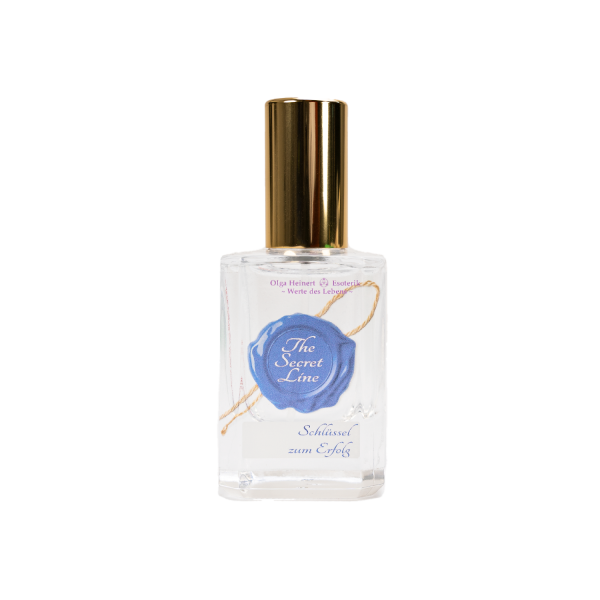 Olga Heinert Esoterik
- Werte des Lebens
The
Secret
Line
Schlüssel
zum Erfolg